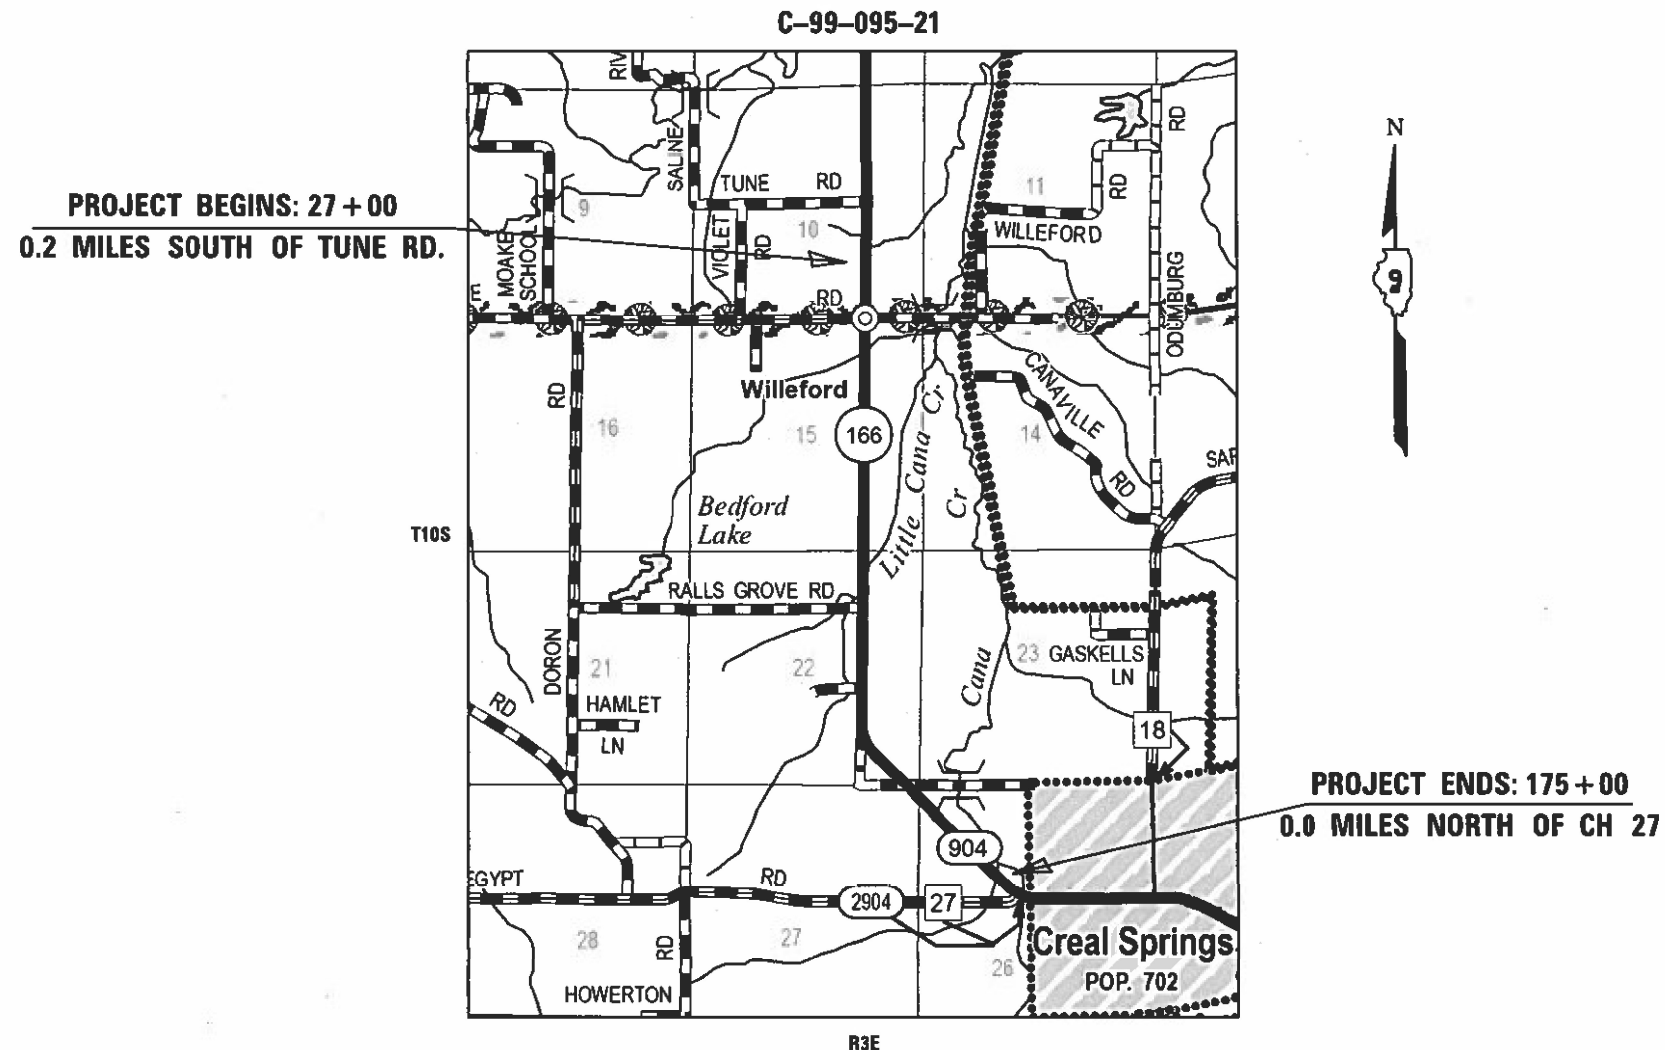 C–99–095–21
RIV
SALINE
TUNE RD
9
10
11
RD
RD
PROJECT BEGINS: 27+00
0.2 MILES SOUTH OF TUNE RD.
MOAKE
SCHOOL
VIOLET
RD
WILLEFORD
N
9
E
RD
ODUMBURG
RD
Willeford
CANAVILLE
RD
16
15
166
14
SAR
Little Cana Cr
Cr
Bedford
Lake
T10S
RALLS GROVE RD
DORON
21
22
Cana
23
GASKELLS
LN
HAMLET
LN
RD
18
PROJECT ENDS: 175+00
0.0 MILES NORTH OF CH 27
904
EGYPT
RD
2904
27
28
RD
27
26
Creal Springs
POP. 702
HOWERTON
R3E